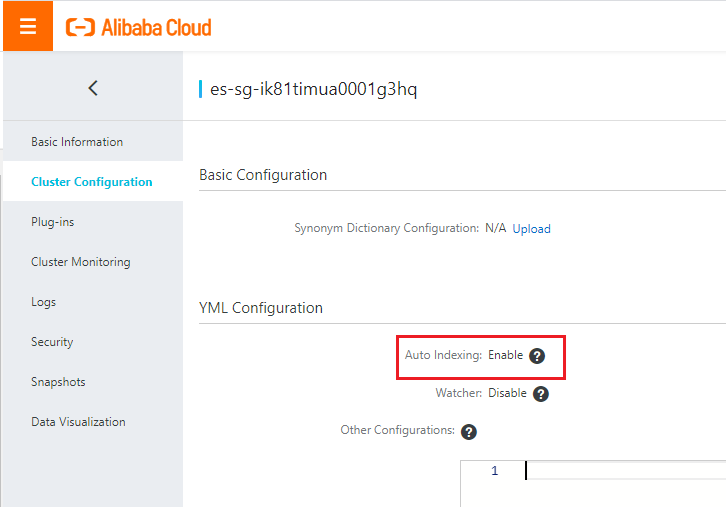 Alibaba Cloud
es-sg-ik81timua0001g3hq
Basic Information
Cluster Configuration
Plug-ins
Cluster Monitoring
Logs
Security
Snapshots
Data Visualization
Basic Configuration
Synonym Dictionary Configuration: N/A Upload
YML Configuration
Auto Indexing: Enable ?
Watcher: Disable ?
Other Configurations: ?
1